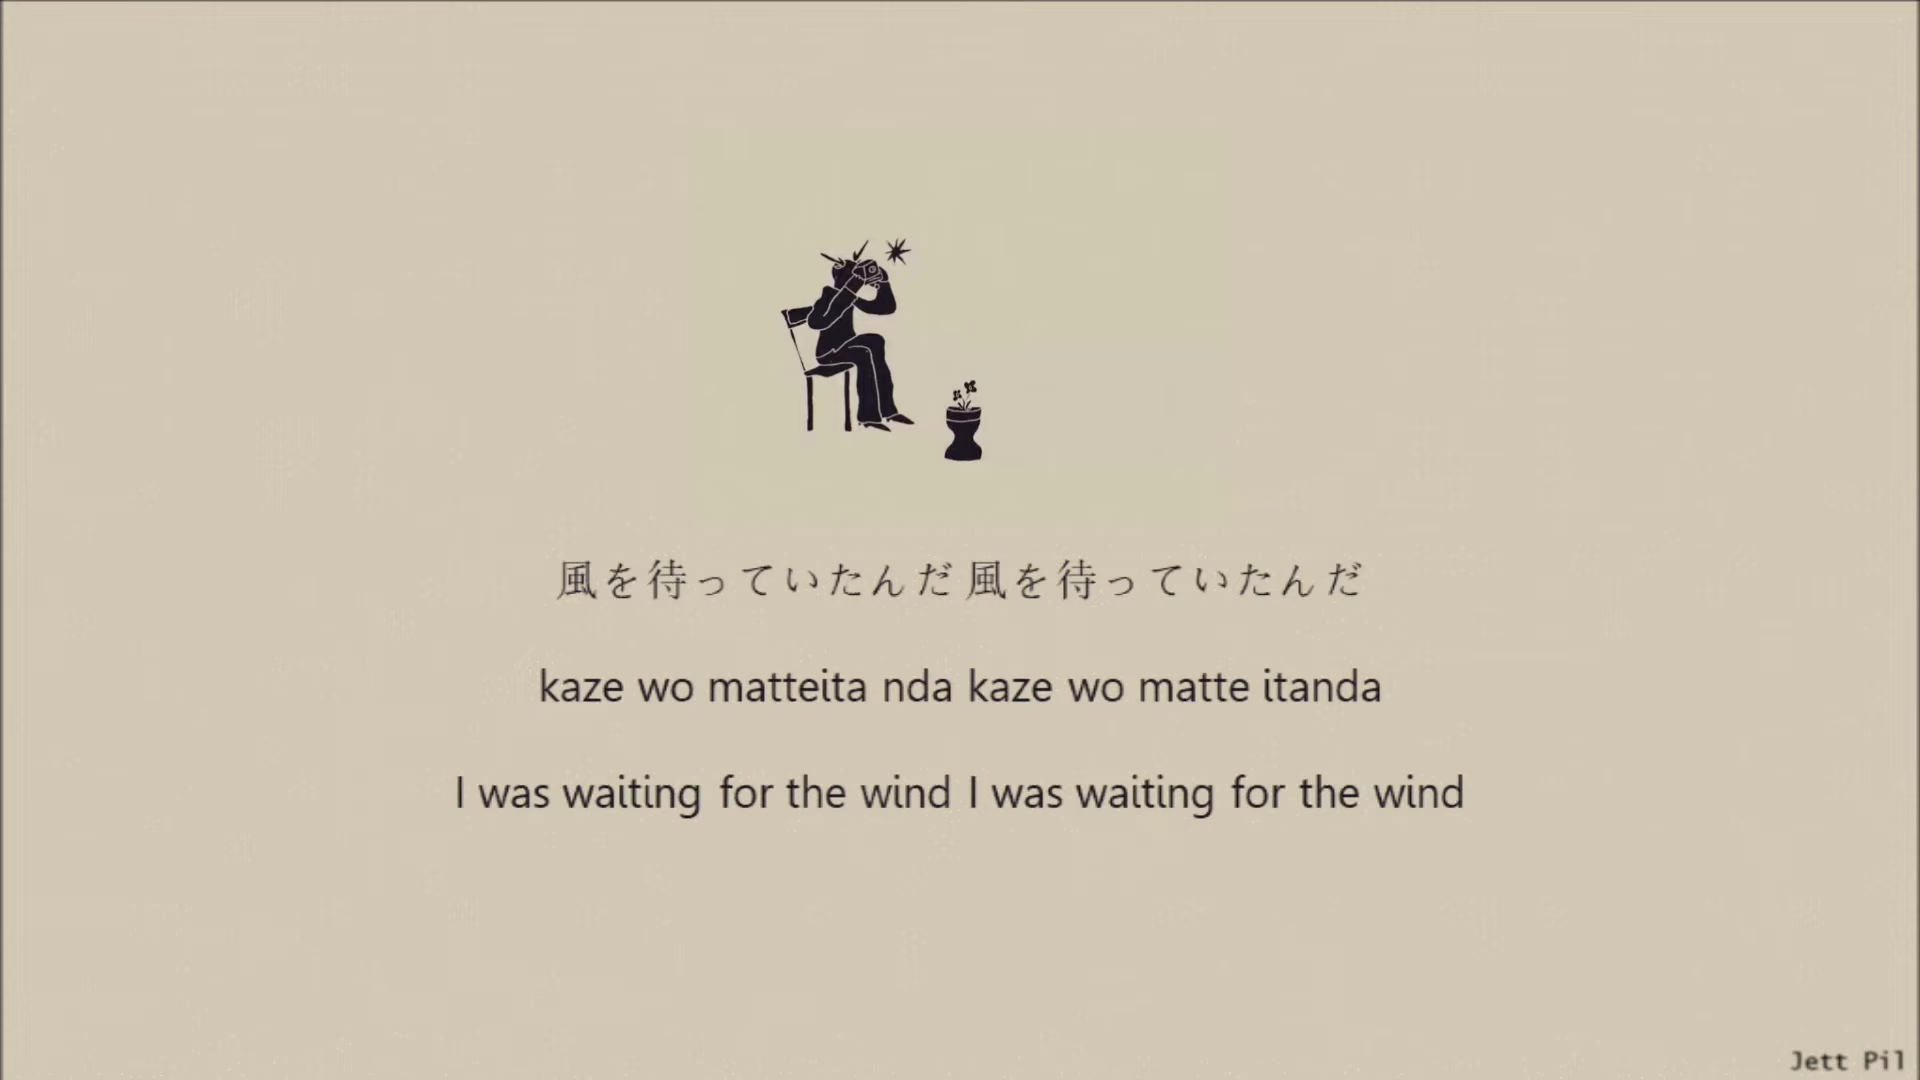 風を待っていたんだ 風を待っていたんだ
kaze wo matteita nda kaze wo matte itanda
I was waiting for the wind I was waiting for the wind
Jett Pil